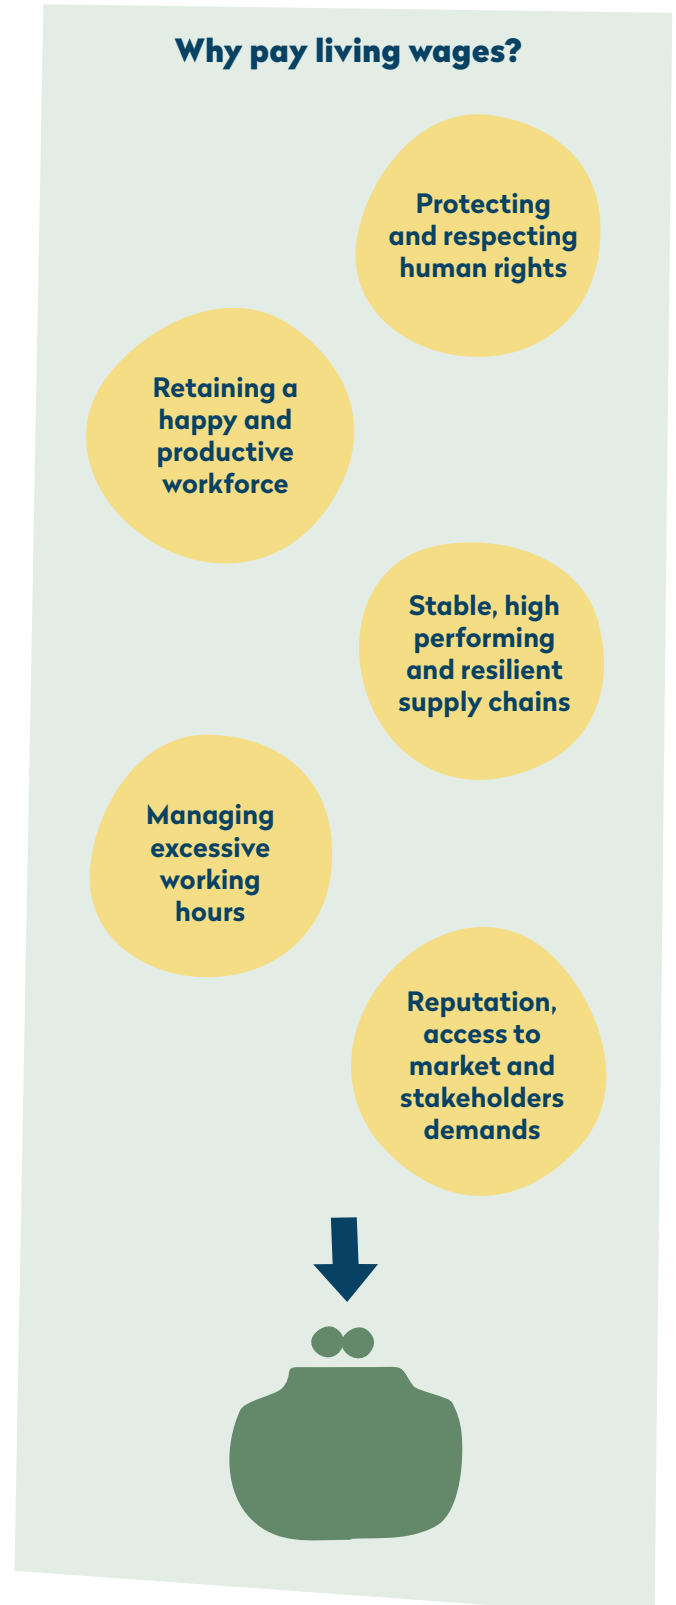 Why pay living wages?
Protecting
and respecting
human rights
Retaining a
happy and
productive
workforce
Stable, high
performing
and resilient
supply chains
Managing
excessive
working
hours
Reputation,
access to
market and
stakeholders
demands